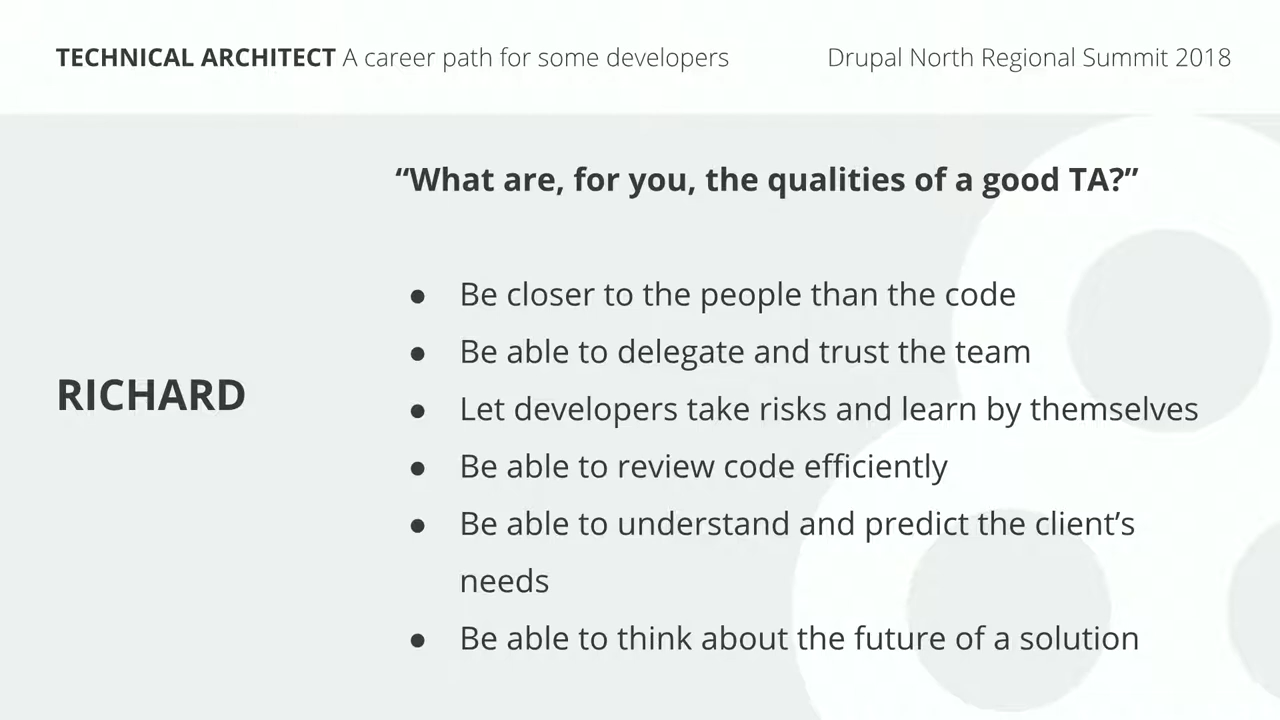 TECHNICAL ARCHITECT A career path for some developers
Drupal North Regional Summit 2018
“What are, for you, the qualities of a good TA?”
RICHARD
● Be closer to the people than the code
● Be able to delegate and trust the team
● Let developers take risks and learn by themselves
● Be able to review code efficiently
● Be able to understand and predict the client’s
needs
● Be able to think about the future of a solution